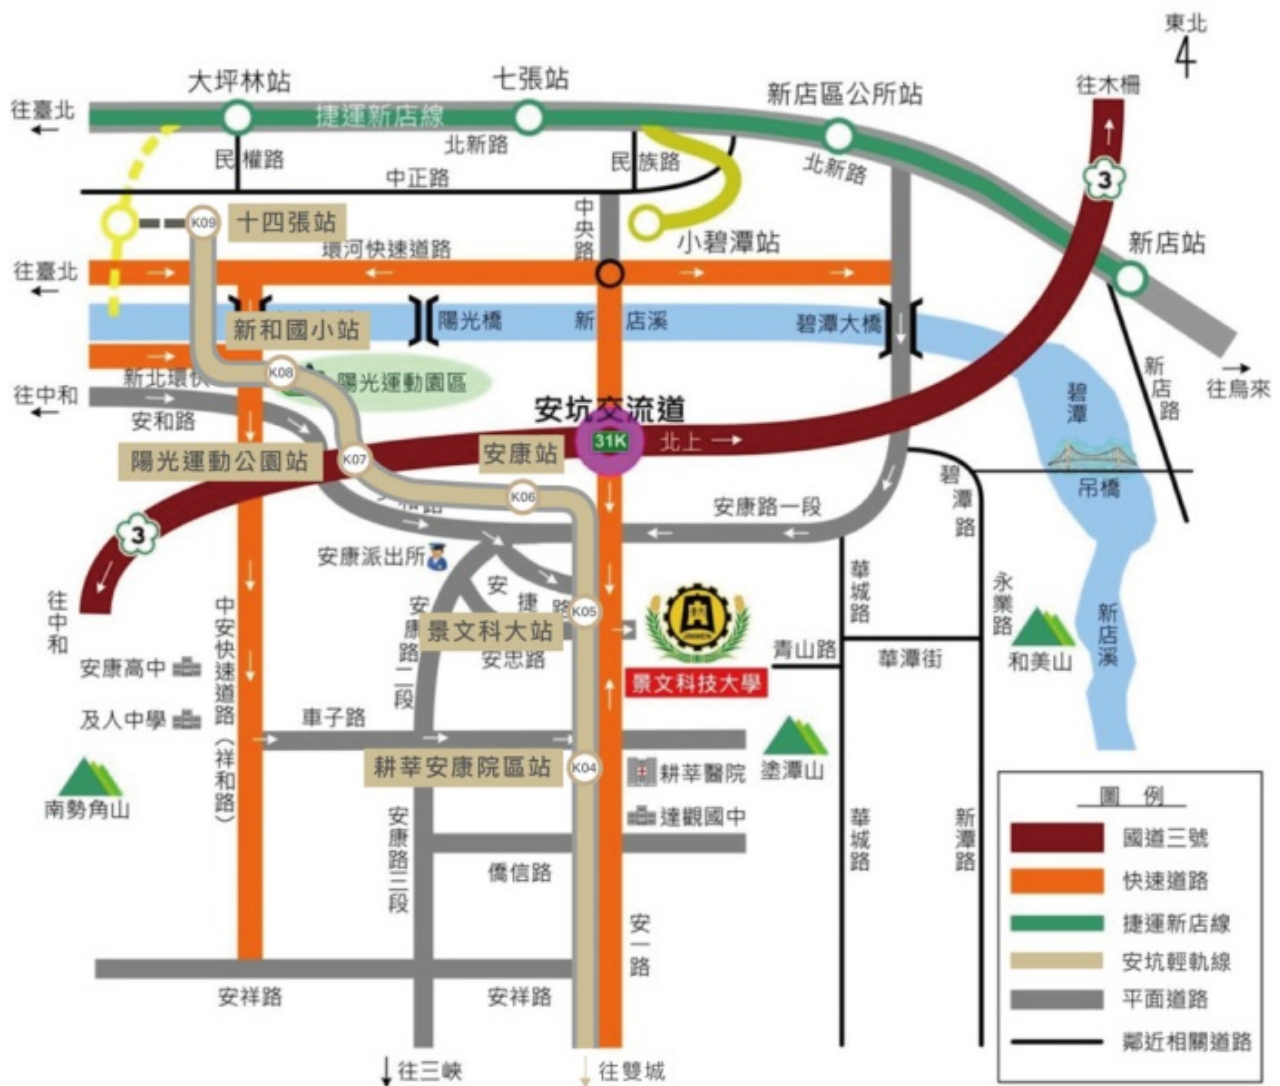 東北
4
往木柵
大坪林站
七張站
新店區公所站
往臺北
捷運新店線
北新路
北新路
民權路
民族路
3
中正路
K09
十四張站
中央路
小碧潭站
新店站
環河快速道路
往臺北
新和國小站
陽光橋
新店溪
碧潭大橋
新店路
往烏來
K08
新北環快
陽光運動園區
往中和
安和路
安坑交流道
碧潭
31K
北上
陽光運動公園站
K07
安康站
碧潭路
吊橋
K06
安康路一段
3
安康派出所
往中和
中安快速道路(祥和路)
安康路二段
安捷路
K05
JINWEN
華城路
永業路
新店溪
景文科大站
安忠路
青山路
華潭街
和美山
安康高中
景文科技大學
及人中學
車子路
塗潭山
耕莘安康院區站
K04
耕莘醫院
南勢角山
達觀國中
安康路三段
僑信路
華城路
新潭路
安一路
安祥路
安祥路
往三峽
往雙城
圖例
國道三號
快速道路
捷運新店線
安坑輕軌線
平面道路
鄰近相關道路